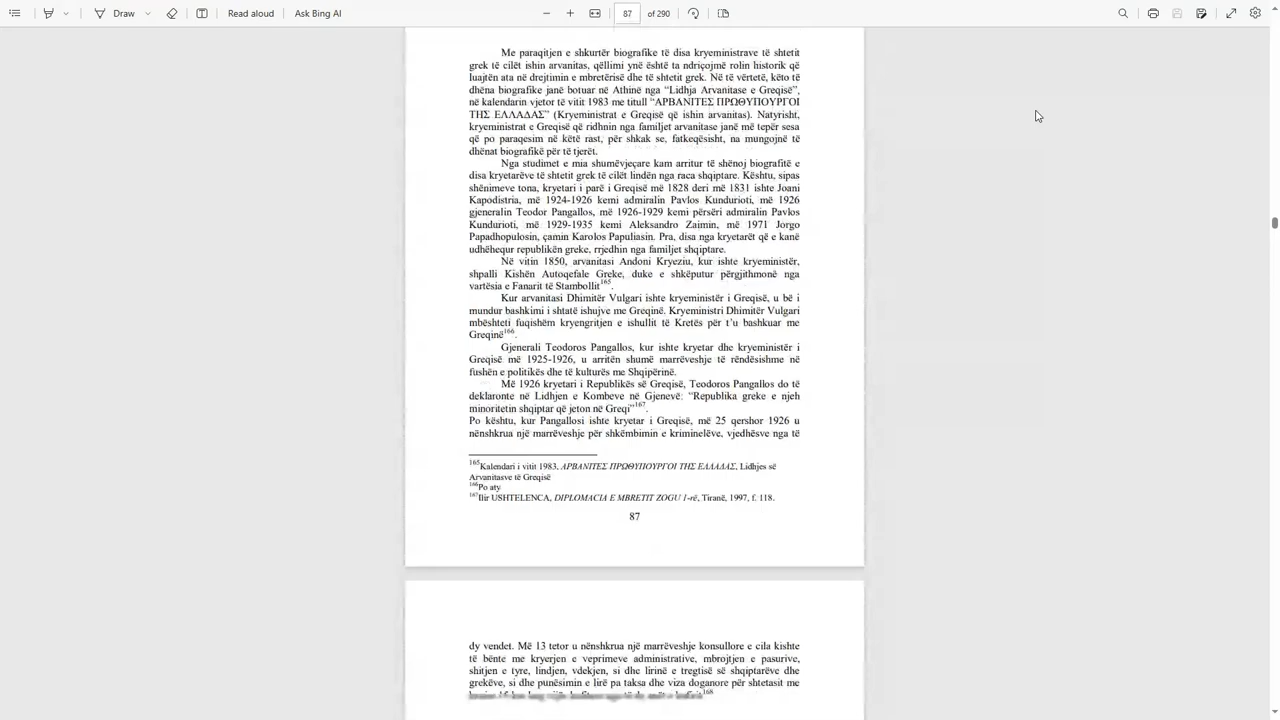 Draw
Read aloud
Ask Bing AI
87
of 290
Me paraqitjen e shkurtër biografike të disa kryeministrave të shtetit
grek të cilët ishin arvanitas, qëllimi ynë është ta ndriçojmë rolin historik që
luajtën ata në drejtimin e mbretërisë dhe të shtetit grek. Në të vërtetë, këto të
dhëna biografike janë botuar në Athinë nga “Lidhja Arvanitase e Greqisë”,
në kalendarin vjetor të vitit 1983 me titull “ΑΡΒΑΝΙΤΕΣ ΠΡΩΘΥΠΟΥΡΓΟΙ
ΤΗΣ ΕΛΛΑΔΑΣ” (Kryeministrat e Greqisë që ishin arvanitas). Natyrisht,
kryeministrat e Greqisë që ridhnin nga familjet arvanitase janë më tepër sesa
që po paraqesim në këtë rast, për shkak se, fatkeqësisht, na mungojnë të
dhënat biografikë për të tjerët.
Nga studimet e mia shumëvjeçare kam arritur të shënoj biografitë e
disa kryetarëve të shtetit grek të cilët lindën nga raca shqiptare. Kështu, sipas
shënimeve tona, kryetari i parë i Greqisë më 1828 deri më 1831 ishte Joani
Kapodistria, më 1924-1926 kemi admiralin Pavlos Kundurioti, më 1926
gjeneralin Teodor Pangallos, më 1926-1929 kemi përsëri admiralin Pavlos
Kundurioti, më 1929-1935 kemi Aleksandro Zaimin, më 1971 Jorgo
Papadhopulosin, çamin Karolos Papuliasin. Pra, disa nga kryetarët që e kanë
udhëhequr republikën greke, rrjedhin nga familjet shqiptare.
Në vitin 1850, arvanitasi Andoni Kryeziu, kur ishte kryeministër,
shpalli Kishën Autoqefale Greke, duke e shkëputur përgjithmonë nga
vartësia e Fanarit të Stambollit165.
Kur arvanitasi Dhimitër Vulgari ishte kryeministër i Greqisë, u bë i
mundur bashkimi i shtatë ishujve me Greqinë. Kryeministri Dhimitër Vulgari
mbështeti fuqishëm kryengritjen e ishullit të Kretës për t’u bashkuar me
Greqinë166.
Gjenerali Teodoros Pangallos, kur ishte kryetar dhe kryeministër i
Greqisë më 1925-1926, u arritën shumë marrëveshje të rëndësishme në
fushën e politikës dhe të kulturës me Shqipërinë.
Më 1926 kryetari i Republikës së Greqisë, Teodoros Pangallos do të
deklaronte në Lidhjen e Kombeve në Gjenevë: “Republika greke e njeh
minoritetin shqiptar që jeton në Greqi”167.
Po kështu, kur Pangallosi ishte kryetar i Greqisë, më 25 qershor 1926 u
nënshkrua një marrëveshje për shkëmbimin e kriminelëve, vjedhësve nga të
165Kalendari i vitit 1983, ΑΡΒΑΝΙΤΕΣ ΠΡΩΘΥΠΟΥΡΓΟΙ ΤΗΣ ΕΛΛΑΔΑΣ, Lidhjes së
Arvanitasve të Greqisë
166Po aty
167Ilir USHTELENCA, DIPLOMACIA E MBRETIT ZOGU 1-rë, Tiranë, 1997, f. 118.
87
dy vendet. Më 13 tetor u nënshkrua një marrëveshje konsullore e cila kishte
të bënte me kryerjen e veprimeve administrative, mbrojtjen e pasurive,
shitjen e tyre, lindjen, vdekjen, si dhe lirinë e tregtisë së shqiptarëve dhe
grekëve, si dhe punësimin e lirë pa taksa dhe viza doganore për shtetasit me
168